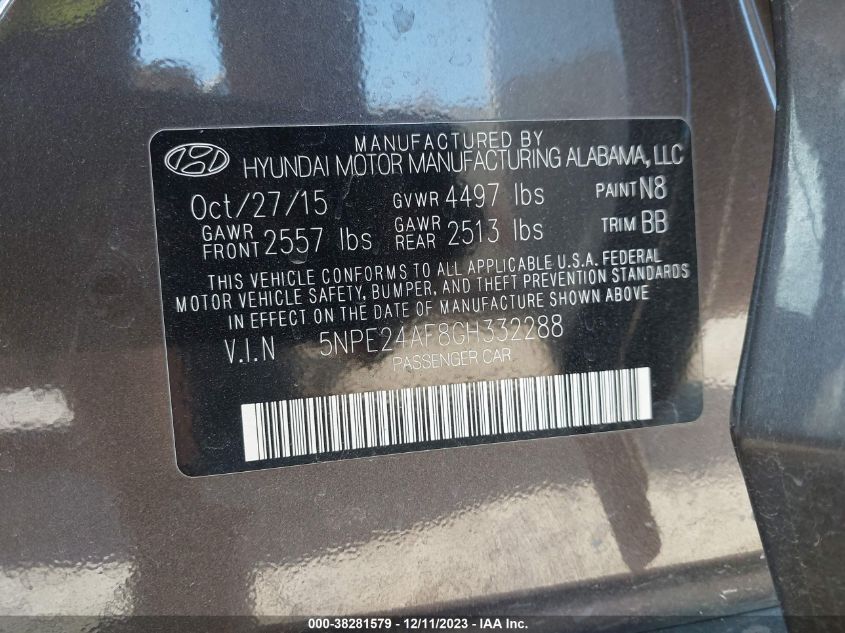 MANUFACTURED BY
HYUNDAI MOTOR MANUFACTURING ALABAMA, LLC
Oct/27/15 GVWR 4497 lbs PAINT N8
GAWR FRONT 2557 lbs GAWR REAR 2513 lbs TRIM BB
THIS VEHICLE CONFORMS TO ALL APPLICABLE U.S.A. FEDERAL
MOTOR VEHICLE SAFETY, BUMPER, AND THEFT PREVENTION STANDARDS
IN EFFECT ON THE DATE OF MANUFACTURE SHOWN ABOVE
V.I.N 5NPE24AF8GH332288
PASSENGER CAR
000-38281579 - 12/11/2023 - IAA Inc.